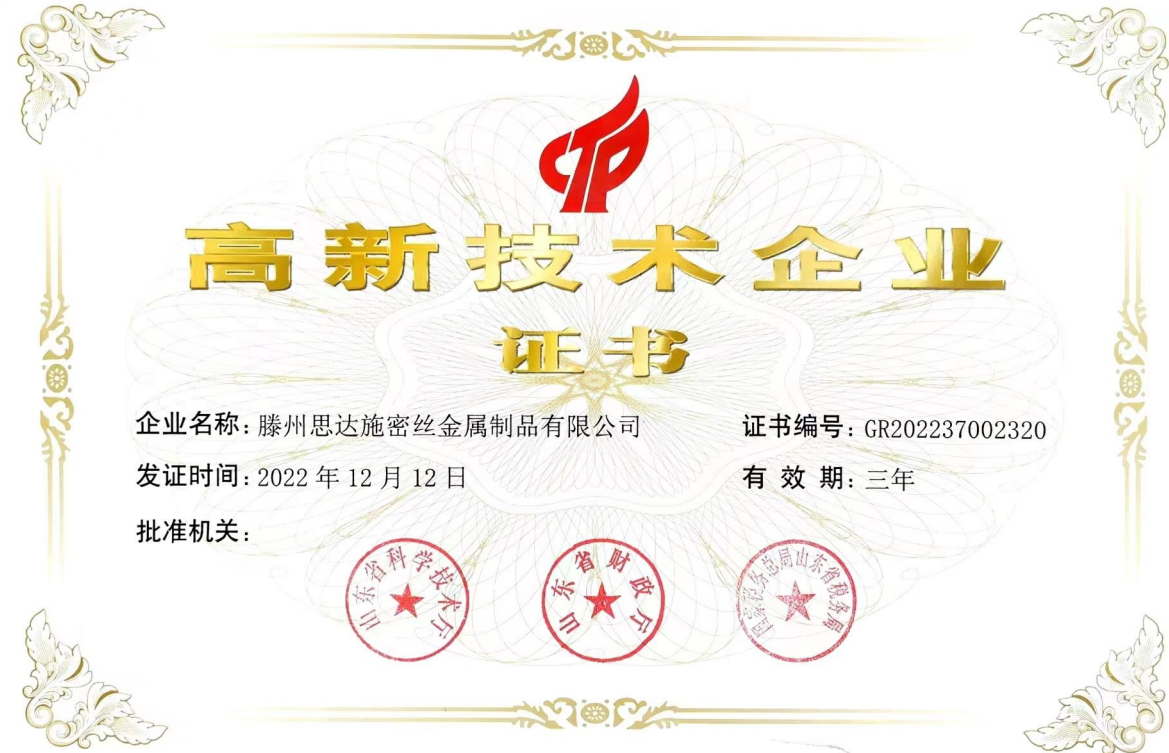 CTP
高新技术企业
证书
企业名称：滕州思达施密丝金属制品有限公司
证书编号：GR202237002320
发证时间：2022年12月12日
有效期：三年
批准机关：
山东省科学技术厅
山东省财政厅
国家税务总局山东省税务局